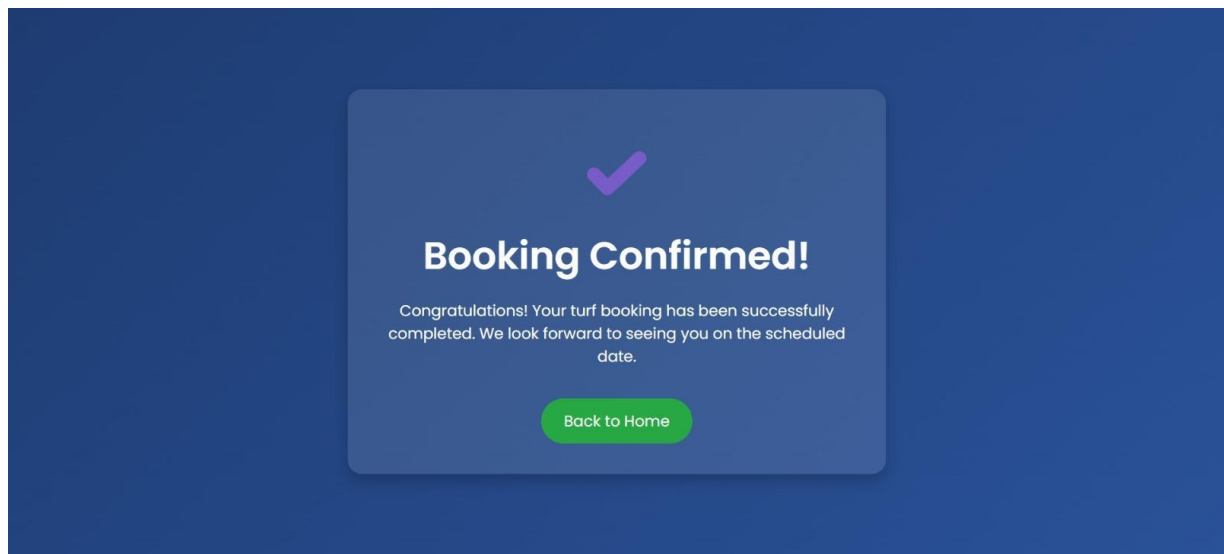 Booking Confirmed!
Congratulations! Your turf booking has been successfully
completed. We look forward to seeing you on the scheduled
date.
Back to Home